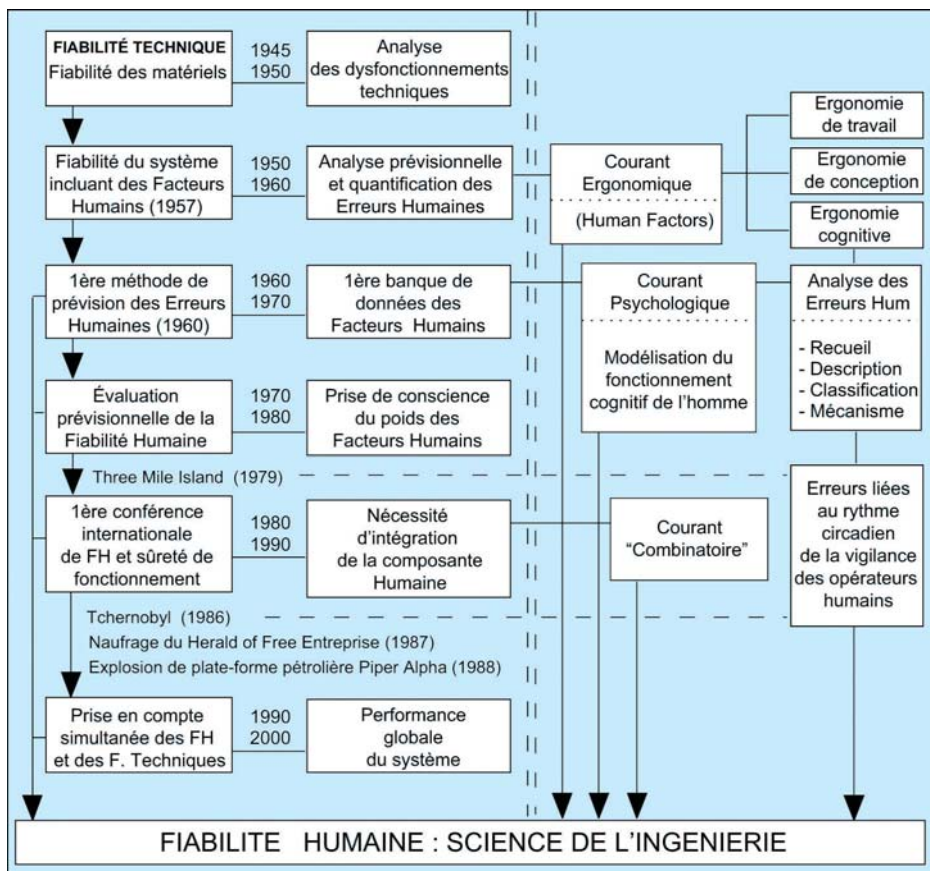 FIABILITÉ TECHNIQUE
Fiabilité des matériels
1945
1950
Analyse
des dysfonctionnements
techniques
Ergonomie
de travail
Fiabilité du système
incluant des Facteurs
Humains (1957)
1950
1960
Analyse prévisionnelle
et quantification des
Erreurs Humaines
Courant
Ergonomique
(Human Factors)
Ergonomie
de conception
Ergonomie
cognitive
1ère méthode de
prévision des Erreurs
Humaines (1960)
1960
1970
1ère banque de
données des
Facteurs Humains
Courant
Psychologique
Modélisation du
fonctionnement
cognitif de l'homme
Analyse des
Erreurs Hum
- Recueil
- Description
- Classification
- Mécanisme
Évaluation
prévisionnelle de la
Fiabilité Humaine
1970
1980
Prise de conscience
du poids des
Facteurs Humains
Three Mile Island (1979)
1ère conférence
internationale
de FH et sûreté de
fonctionnement
1980
1990
Nécessité
d'intégration
de la composante
Humaine
Courant
“Combinatoire”
Erreurs liées
au rythme
circadien
de la vigilance
des opérateurs
humains
Tchernobyl (1986)
Naufrage du Herald of Free Entreprise (1987)
Explosion de plate-forme pétrolière Piper Alpha (1988)
Prise en compte
simultanée des FH
et des F. Techniques
1990
2000
Performance
globale
du système
FIABILITE HUMAINE : SCIENCE DE L'INGENIERIE